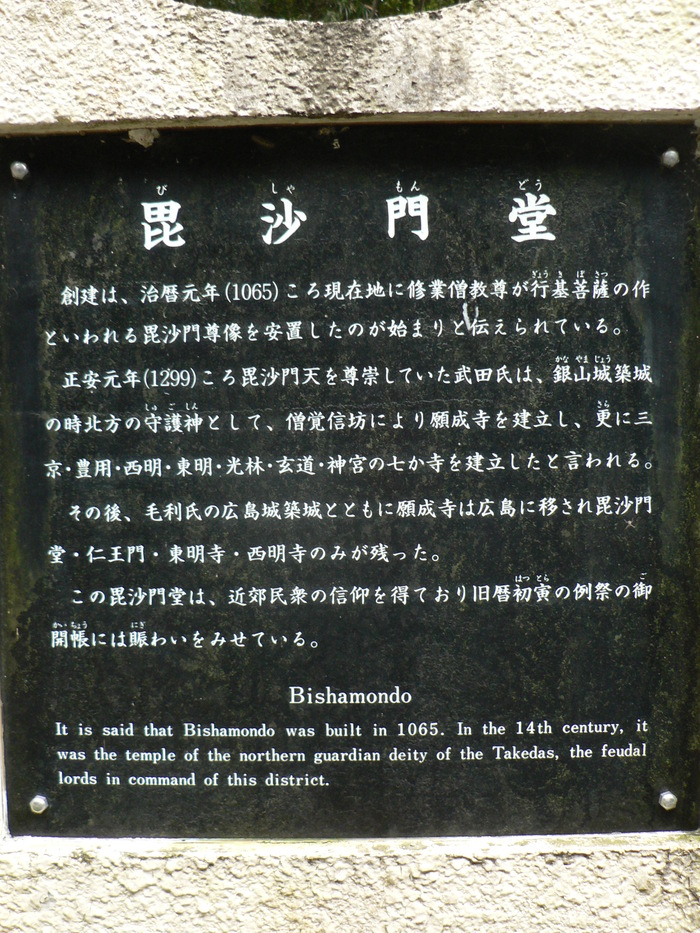 毘沙門堂
創建は、治暦元年(1065)ころ現在地に修業僧教尊が行基菩薩の作
といわれる毘沙門尊像を安置したのが始まりと伝えられている。
正安元年(1299)ころ毘沙門天を尊崇していた武田氏は、銀山城築城
の時北方の守護神として、僧覚信坊により願成寺を建立し、更に三
京・豊用・西明・東明・光林・玄道・神宮の七か寺を建立したと言われる。
その後、毛利氏の広島城築城とともに願成寺は広島に移され毘沙門
堂・仁王門・東明寺・西明寺のみが残った。
この毘沙門堂は、近郊民衆の信仰を得ており旧暦初寅の例祭の御
開帳には賑わいをみせている。
Bishamondo
It is said that Bishamondo was built in 1065. In the 14th century, it
was the temple of the northern guardian deity of the Takedas, the feudal
lords in command of this district.